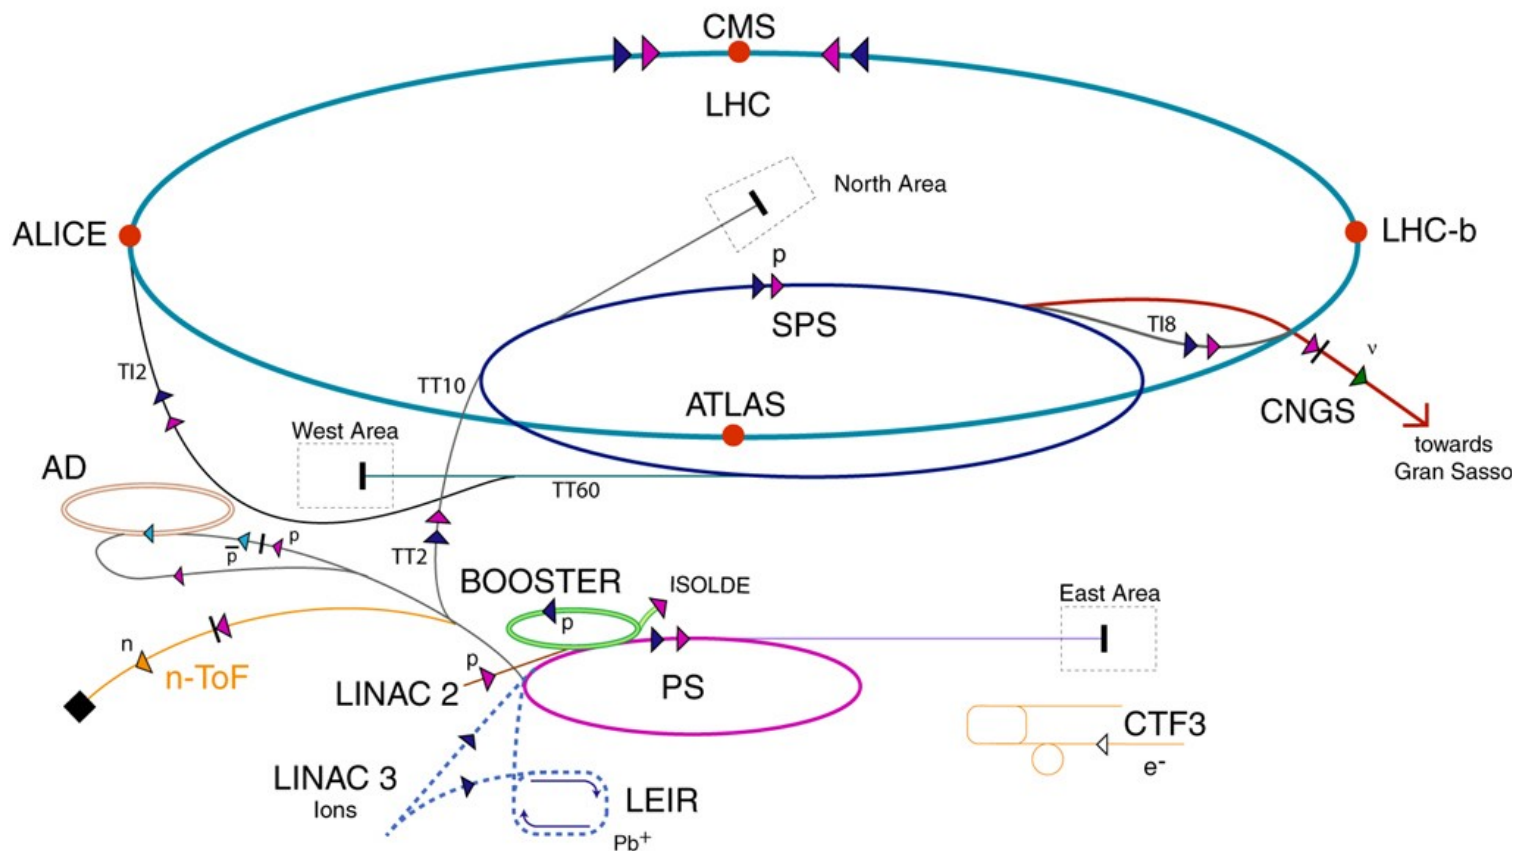 CMS
LHC
North Area
ALICE
LHC-b
p
SPS
TI8
ν
TI2
TT10
ATLAS
CNGS
West Area
towards
Gran Sasso
AD
TT60
p
p̅
TT2
BOOSTER
ISOLDE
East Area
p
n
p
n-ToF
LINAC 2
PS
CTF3
e⁻
LINAC 3
Ions
LEIR
Pb⁺